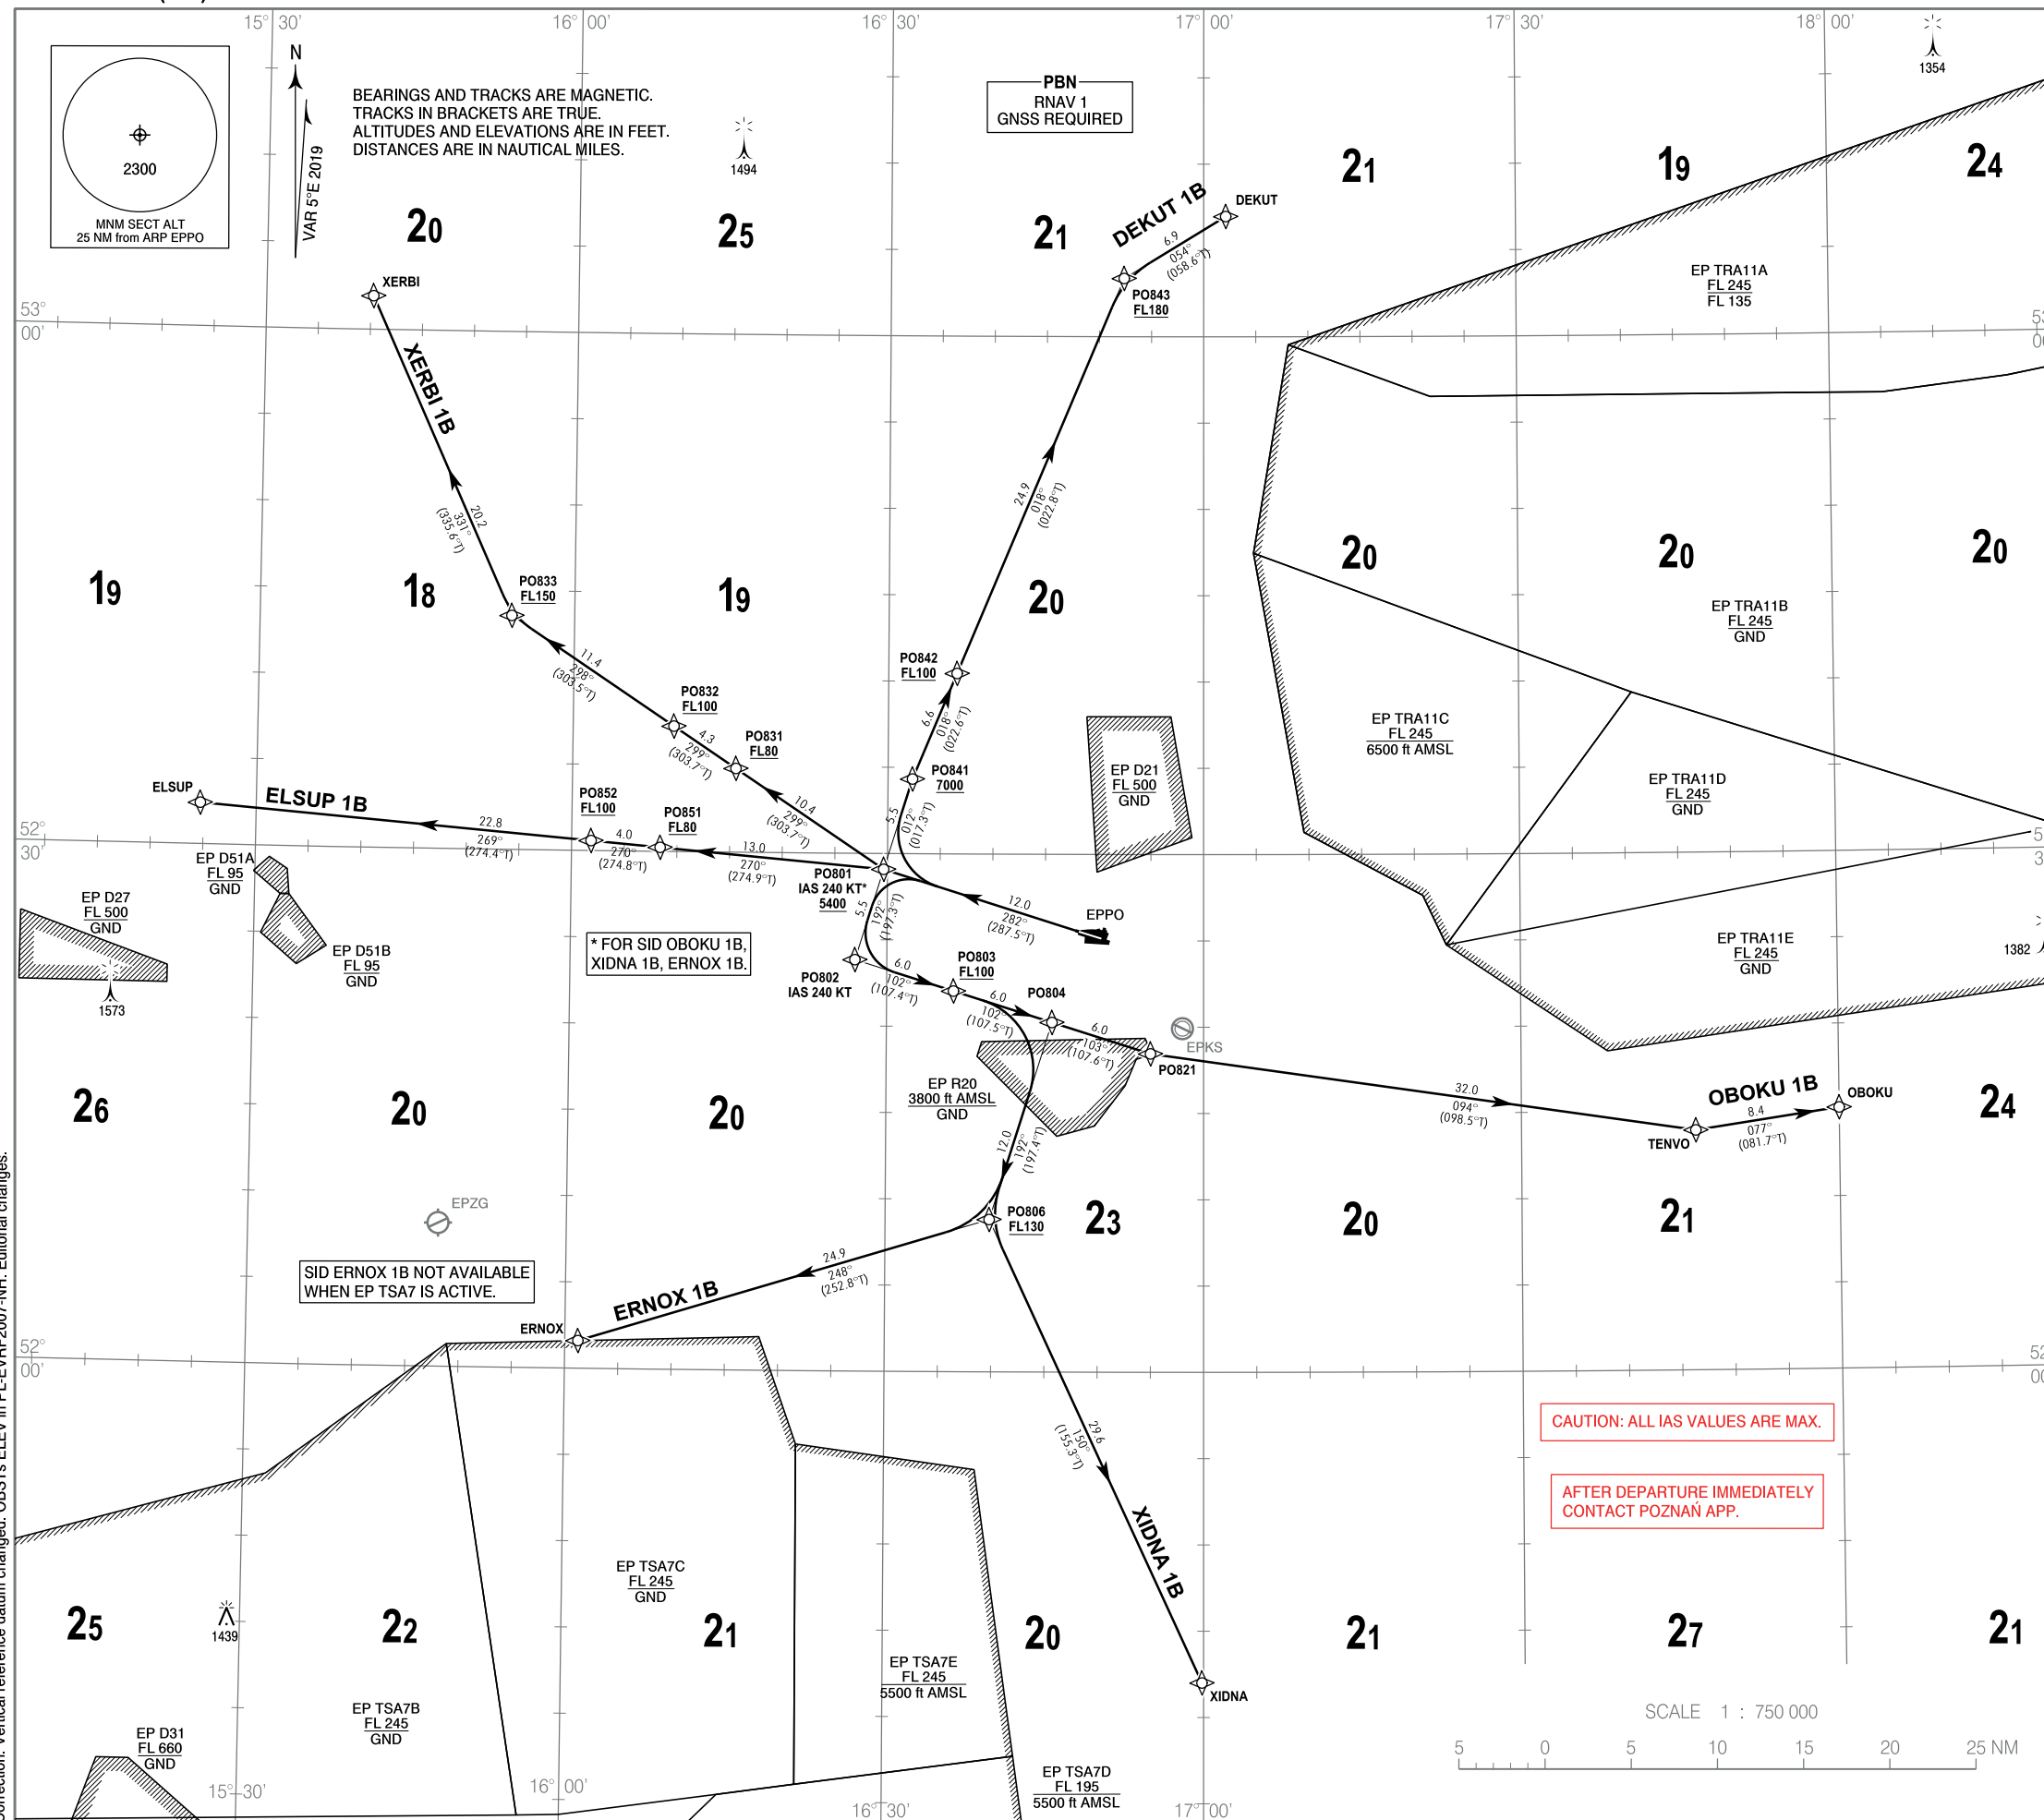 15° 30'
16° 00'
16° 30'
17° 00'
17° 30'
18° 00'
2300
MNM SECT ALT
25 NM from ARP EPPO
N
VAR 5°E 2019
BEARINGS AND TRACKS ARE MAGNETIC.
TRACKS IN BRACKETS ARE TRUE.
ALTITUDES AND ELEVATIONS ARE IN FEET.
DISTANCES ARE IN NAUTICAL MILES.
1494
PBN
RNAV 1
GNSS REQUIRED
1354
20
25
21
21
19
24
DEKUT 1B
DEKUT
6.9
054°
(058.6°T)
PO843
FL180
EP TRA11A
FL 245
FL 135
XERBI
53°
00'
XERBI 1B
20.2
331°
(335.6°T)
24.9
018°
(022.8°T)
19
18
19
20
20
20
20
PO833
FL150
EP TRA11B
FL 245
GND
11.4
298°
(303.5°T)
PO842
FL100
PO832
FL100
4.3
299°
(303.7°T)
PO831
FL80
6.6
018°
(022.6°T)
EP TRA11C
FL 245
6500 ft AMSL
PO841
7000
EP D21
FL 500
GND
EP TRA11D
FL 245
GND
ELSUP
ELSUP 1B
22.8
269°
(274.4°T)
PO852
FL100
4.0
270°
(274.8°T)
PO851
FL80
13.0
270°
(274.9°T)
10.4
299°
(303.7°T)
5.5
012°
(017.3°T)
52°
30'
EP D51A
FL 95
GND
PO801
IAS 240 KT*
5400
12.0
282°
(287.5°T)
EPPO
EP D27
FL 500
GND
EP D51B
FL 95
GND
1573
* FOR SID OBOKU 1B,
XIDNA 1B, ERNOX 1B.
5.5
192°
(197.3°T)
PO802
IAS 240 KT
6.0
102°
(107.4°T)
PO803
FL100
6.0
102°
(107.5°T)
PO804
6.0
103°
(107.6°T)
EP TRA11E
FL 245
GND
1382
EPKS
PO821
EP R20
3800 ft AMSL
GND
32.0
094°
(098.5°T)
OBOKU 1B
OBOKU
8.4
077°
(081.7°T)
TENVO
26
20
20
24
12.0
192°
(197.4°T)
EPZG
PO806
FL130
23
20
21
SID ERNOX 1B NOT AVAILABLE
WHEN EP TSA7 IS ACTIVE.
24.9
248°
(252.8°T)
ERNOX 1B
ERNOX
52°
00'
29.6
150°
(155.3°T)
XIDNA 1B
XIDNA
CAUTION: ALL IAS VALUES ARE MAX.
AFTER DEPARTURE IMMEDIATELY
CONTACT POZNAŃ APP.
EP TSA7C
FL 245
GND
25
1439
22
21
20
21
27
21
EP TSA7E
FL 245
5500 ft AMSL
EP TSA7B
FL 245
GND
EP D31
FL 660
GND
EP TSA7D
FL 195
5500 ft AMSL
SCALE 1 : 750 000
5 0 5 10 15 20 25 NM
15° 30'
16° 00'
16° 30'
17° 00'